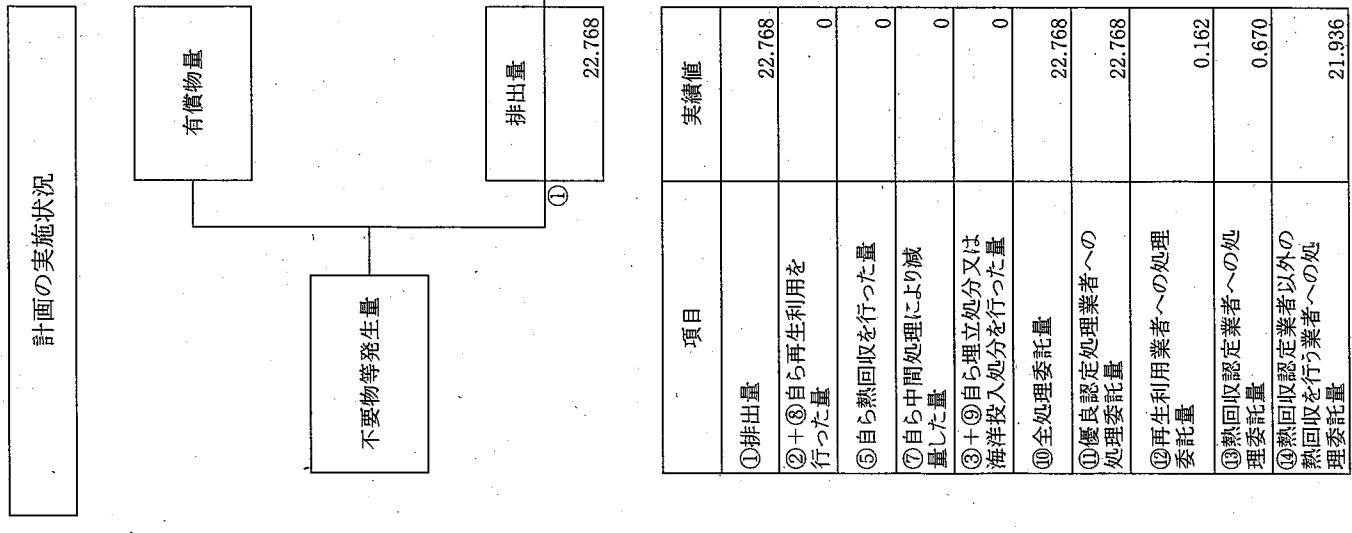 計画の実施状況
有償物量
不要物等発生量
①
排出量
22.768
項目
実績値
①排出量
22.768
②+⑧自ら再生利用を
行った量
0
⑤自ら熱回収を行った量
0
⑦自ら中間処理により減
量した量
0
③+⑨自ら埋立処分又は
海洋投入処分を行った量
0
⑩全処理委託量
22.768
⑪優良認定処理業者への
処理委託量
22.768
⑫再生利用業者への処理
委託量
0.162
⑬熱回収認定業者への処
理委託量
0.670
⑭熱回収認定業者以外の
熱回収を行う業者への処
理委託量
21.936